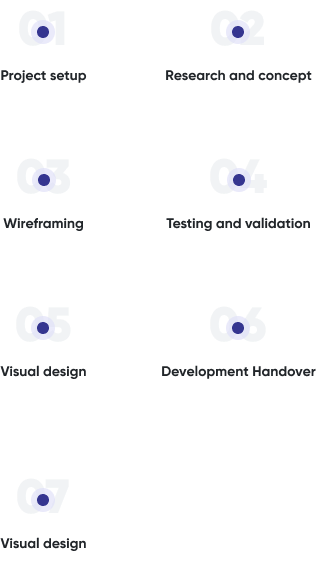 01
02
Project setup
Research and concept
03
04
Wireframing
Testing and validation
05
06
Visual design
Development Handover
07
Visual design